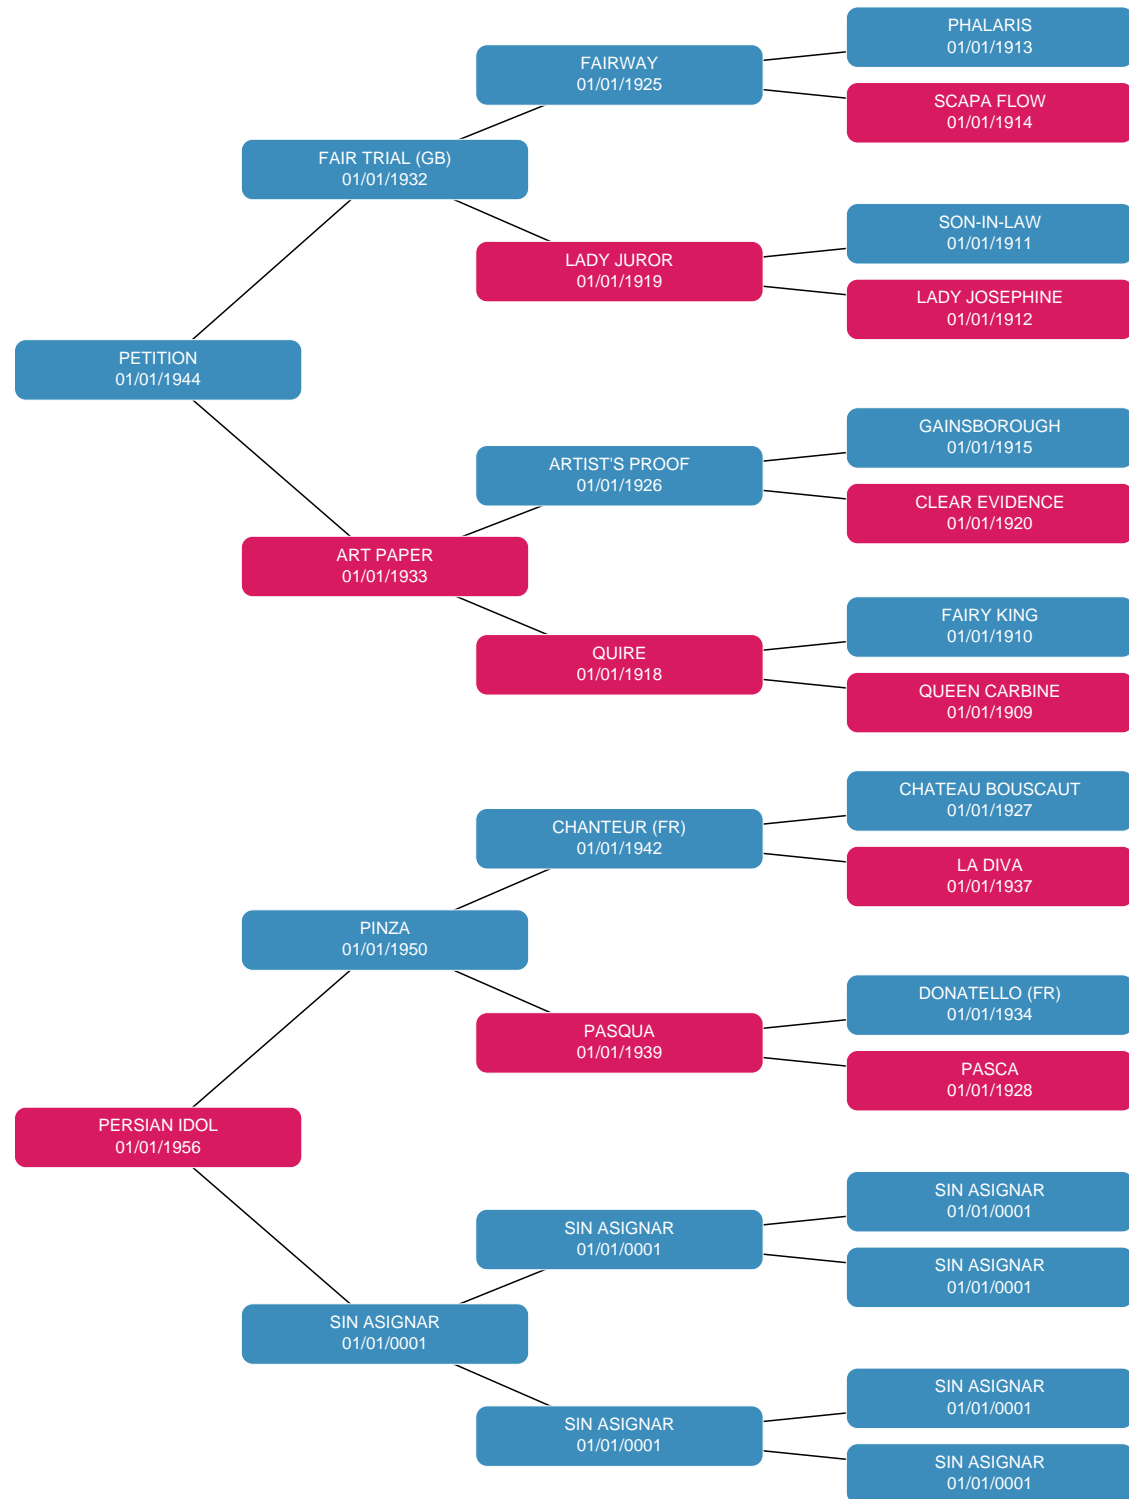 PHALARIS
01/01/1913
FAIRWAY
01/01/1925
SCAPA FLOW
01/01/1914
FAIR TRIAL (GB)
01/01/1932
SON-IN-LAW
01/01/1911
LADY JUROR
01/01/1919
LADY JOSEPHINE
01/01/1912
PETITION
01/01/1944
GAINSBOROUGH
01/01/1915
ARTIST'S PROOF
01/01/1926
CLEAR EVIDENCE
01/01/1920
ART PAPER
01/01/1933
FAIRY KING
01/01/1910
QUIRE
01/01/1918
QUEEN CARBINE
01/01/1909
CHATEAU BOUSCAUT
01/01/1927
CHANTEUR (FR)
01/01/1942
LA DIVA
01/01/1937
PINZA
01/01/1950
DONATELLO (FR)
01/01/1934
PASQUA
01/01/1939
PASCA
01/01/1928
PERSIAN IDOL
01/01/1956
SIN ASIGNAR
01/01/0001
SIN ASIGNAR
01/01/0001
SIN ASIGNAR
01/01/0001
SIN ASIGNAR
01/01/0001
SIN ASIGNAR
01/01/0001
SIN ASIGNAR
01/01/0001
SIN ASIGNAR
01/01/0001